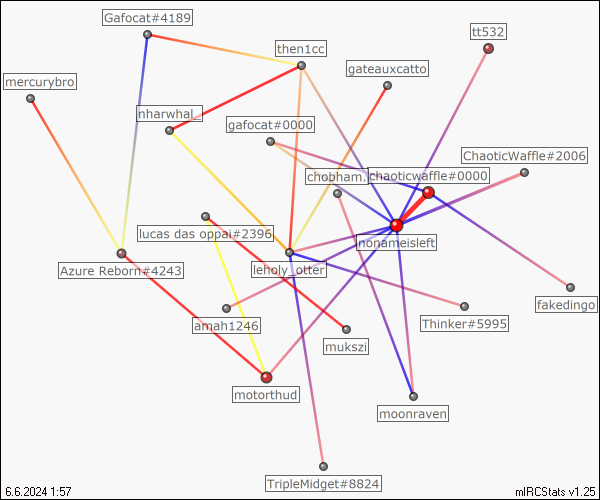 Gafocat#4189
tt532
then1cc
gateauxcatto
mercurybro
nharwhal_
gafocat#0000
ChaoticWaffle#2006
chobham.
chaoticwaffle#0000
lucas das oppai#2396
nonameisleft
Azure Reborn#4243
leholy_otter
fakedingo
amah1246
Thinker#5995
mukszi
motorthud
moonraven
TripleMidget#8824
6.6.2024 1:57
mIRCStats v1.25